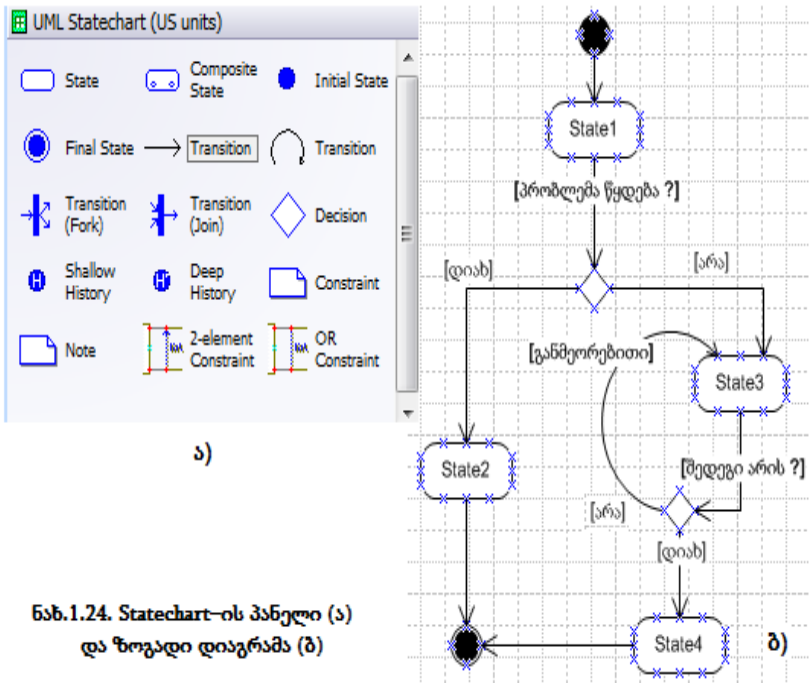 UML Statechart (US units)
State
Composite
State
Initial State
Final State
Transition
Transition
Transition
(Fork)
Transition
(Join)
Decision
Shallow
History
Deep
History
Constraint
Note
2-element
Constraint
OR
Constraint
ა)
ნახ.1.24. Statechart–ის პანელი (ა)
და ზოგადი დიაგრამა (ბ)
State1
[პრობლემა წყდება ?]
[დიახ]
[არა]
[განმეორებითი]
State3
State2
[შედეგი არის ?]
[არა]
[დიახ]
State4
ბ)